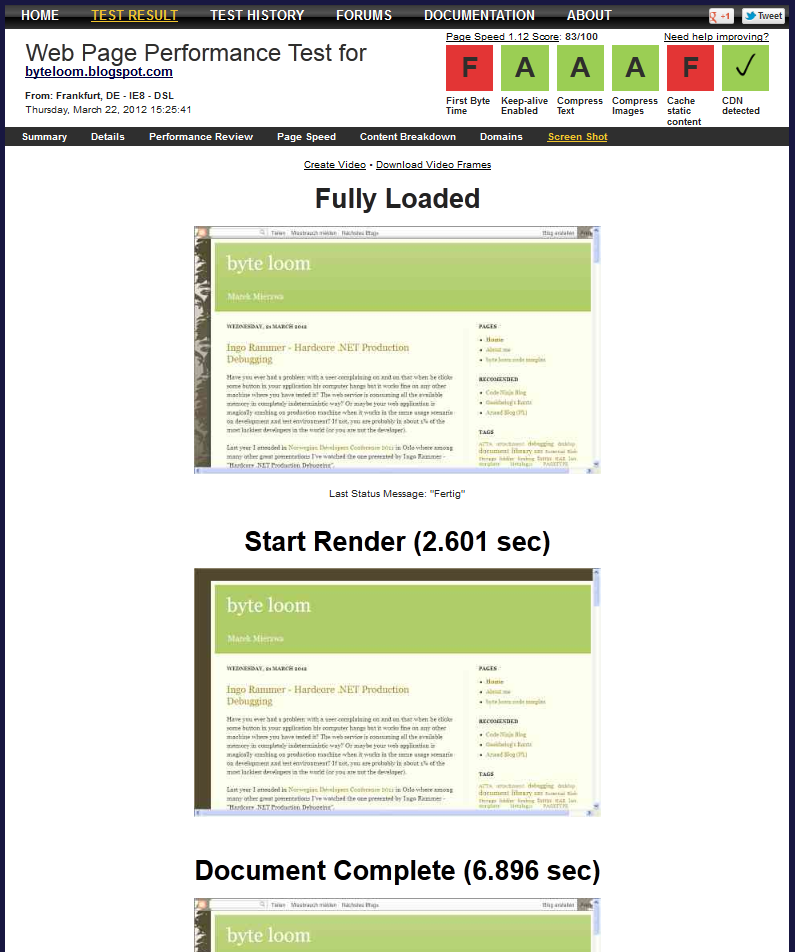 HOME TEST RESULT TEST HISTORY FORUMS DOCUMENTATION ABOUT +1 Tweet
Web Page Performance Test for
byteloom.blogspot.com
From: Frankfurt, DE - IE8 - DSL
Thursday, March 22, 2012 15:25:41
Page Speed 1.12 Score: 83/100 Need help improving?
F A A A F ✓
First Byte Time
Keep-alive Enabled
Compress Text
Compress Images
Cache static content
CDN detected
Summary Details Performance Review Page Speed Content Breakdown Domains Screen Shot
Create Video • Download Video Frames
Fully Loaded
Teilen Missbrauch melden Nächstes Blog» Blog erstellen
byte loom
Marek Mierzwa
WEDNESDAY, 21 MARCH 2012
Ingo Rammer - Hardcore .NET Production
Debugging
Have you ever had a problem with a user complaining on and on that when he clicks
some button in your application his computer hangs but it works fine on any other
machine where you have tested it? The web service is consuming all the available
memory in completely indeterministic way? Or maybe your web application is
magically crashing on production machine when it works in the same usage scenario
on development and test environment? If not, you are probably in about 1% of the
most luckiest developers in the world (or you are not the developer).
Last year I attended in Norwegian Developers Conference 2011 in Oslo where among
many other great presentations I've watched the one presented by Ingo Rammer -
"Hardcore .NET Production Debugging".
PAGES
Home
About me
byte loom code samples
RECOMENDED
Code Ninja Blog
Geekhelog's Rants
Arund Blog (PL)
TAGS
debugging
document library
Last Status Message: "Fertig"
Start Render (2.601 sec)
byte loom
Marek Mierzwa
WEDNESDAY, 21 MARCH 2012
Ingo Rammer - Hardcore .NET Production
Debugging
Have you ever had a problem with a user complaining on and on that when he clicks
some button in your application his computer hangs but it works fine on any other
machine where you have tested it? The web service is consuming all the available
memory in completely indeterministic way? Or maybe your web application is
magically crashing on production machine when it works in the same usage scenario
on development and test environment? If not, you are probably in about 1% of the
most luckiest developers in the world (or you are not the developer).
Last year I attended in Norwegian Developers Conference 2011 in Oslo where among
many other great presentations I've watched the one presented by Ingo Rammer -
"Hardcore .NET Production Debugging".
PAGES
Home
About me
byte loom code samples
RECOMENDED
Code Ninja Blog
Geekhelog's Rants
Arund Blog (PL)
TAGS
debugging
document library
Document Complete (6.896 sec)
Teilen Missbrauch melden Nächstes Blog» Blog erstellen
byte loom